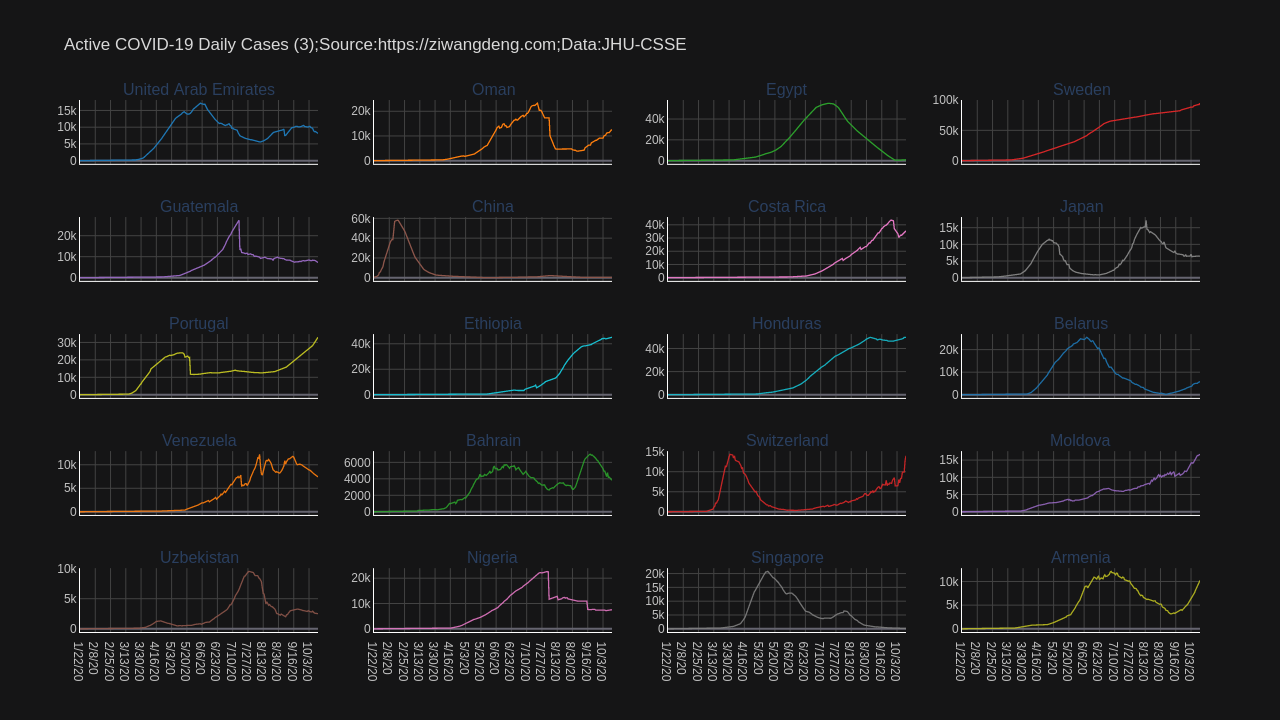 Active COVID-19 Daily Cases (3);Source:https://ziwangdeng.com;Data:JHU-CSSE
United Arab Emirates
15k
10k
5k
0
Oman
20k
10k
0
Egypt
40k
20k
0
Sweden
100k
50k
0
Guatemala
20k
10k
0
China
60k
40k
20k
0
Costa Rica
40k
30k
20k
10k
0
Japan
15k
10k
5k
0
Portugal
30k
20k
10k
0
Ethiopia
40k
20k
0
Honduras
40k
20k
0
Belarus
20k
10k
0
Venezuela
10k
5k
0
Bahrain
6000
4000
2000
0
Switzerland
15k
10k
5k
0
Moldova
15k
10k
5k
0
Uzbekistan
10k
5k
0
Nigeria
20k
10k
0
Singapore
20k
15k
10k
5k
0
Armenia
10k
5k
0
1/22/20 2/8/20 2/25/20 3/13/20 3/30/20 4/16/20 5/3/20 5/20/20 6/6/20 6/23/20 7/10/20 7/27/20 8/13/20 8/30/20 9/16/20 10/3/20
1/22/20 2/8/20 2/25/20 3/13/20 3/30/20 4/16/20 5/3/20 5/20/20 6/6/20 6/23/20 7/10/20 7/27/20 8/13/20 8/30/20 9/16/20 10/3/20
1/22/20 2/8/20 2/25/20 3/13/20 3/30/20 4/16/20 5/3/20 5/20/20 6/6/20 6/23/20 7/10/20 7/27/20 8/13/20 8/30/20 9/16/20 10/3/20
1/22/20 2/8/20 2/25/20 3/13/20 3/30/20 4/16/20 5/3/20 5/20/20 6/6/20 6/23/20 7/10/20 7/27/20 8/13/20 8/30/20 9/16/20 10/3/20